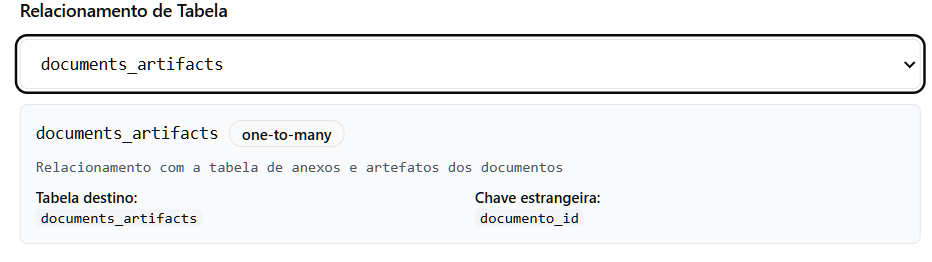 Relacionamento de Tabela
documents_artifacts
documents_artifacts one-to-many
Relacionamento com a tabela de anexos e artefatos dos documentos
Tabela destino: Chave estrangeira:
documents_artifacts documento_id